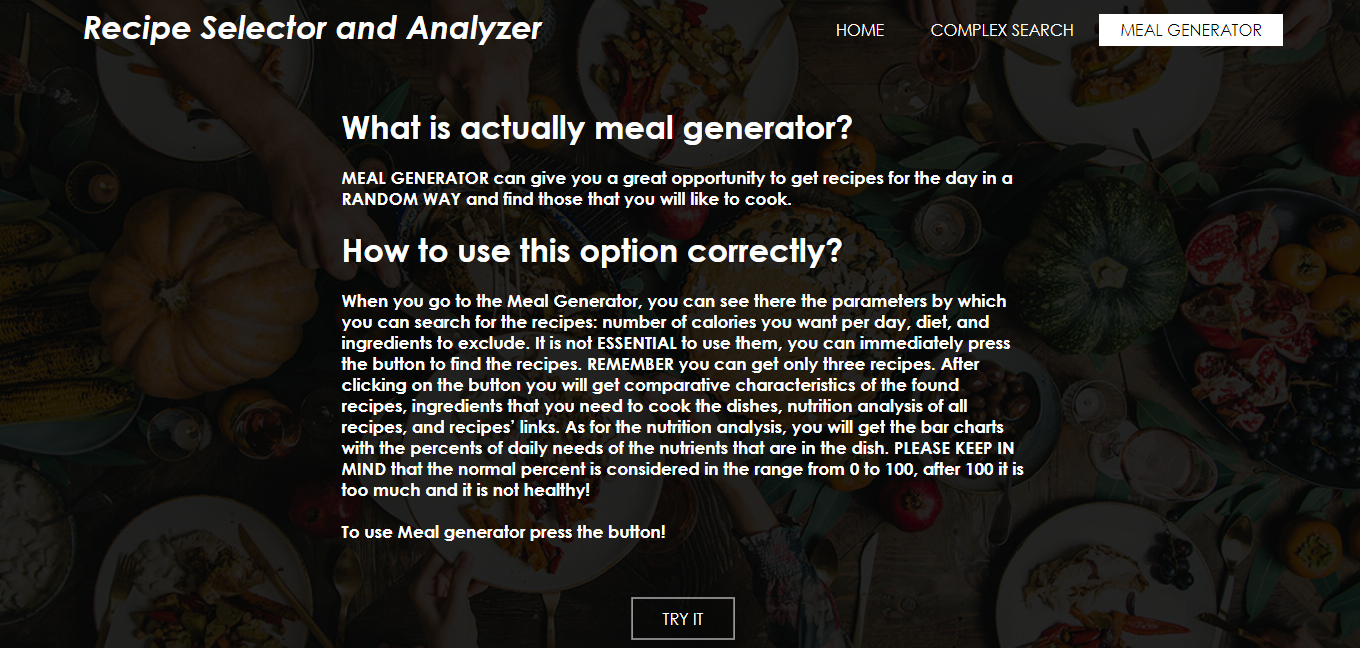 Recipe Selector and Analyzer
HOME
COMPLEX SEARCH
MEAL GENERATOR
What is actually meal generator?
MEAL GENERATOR can give you a great opportunity to get recipes for the day in a
RANDOM WAY and find those that you will like to cook.
How to use this option correctly?
When you go to the Meal Generator, you can see there the parameters by which
you can search for the recipes: number of calories you want per day, diet, and
ingredients to exclude. It is not ESSENTIAL to use them, you can immediately press
the button to find the recipes. REMEMBER you can get only three recipes. After
clicking on the button you will get comparative characteristics of the found
recipes, ingredients that you need to cook the dishes, nutrition analysis of all
recipes, and recipes’ links. As for the nutrition analysis, you will get the bar charts
with the percents of daily needs of the nutrients that are in the dish. PLEASE KEEP IN
MIND that the normal percent is considered in the range from 0 to 100, after 100 it is
too much and it is not healthy!
To use Meal generator press the button!
TRY IT